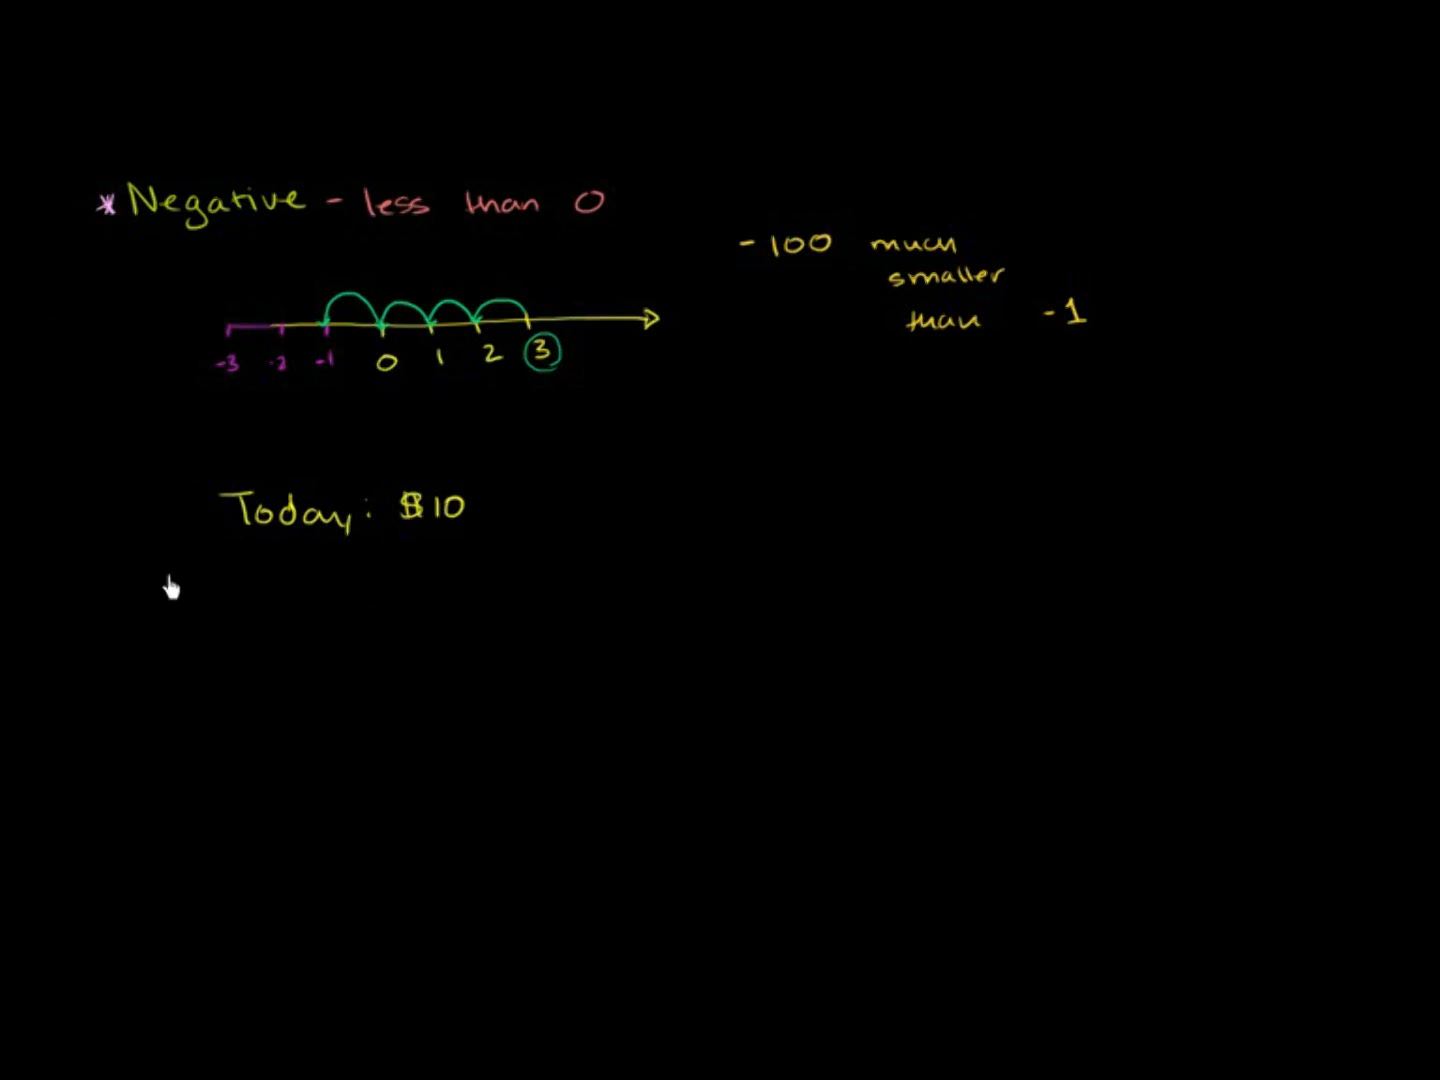 * Negative - less than 0
-100 much
smaller
than -1
-3 -2 -1 0 1 2 3
Today: $10